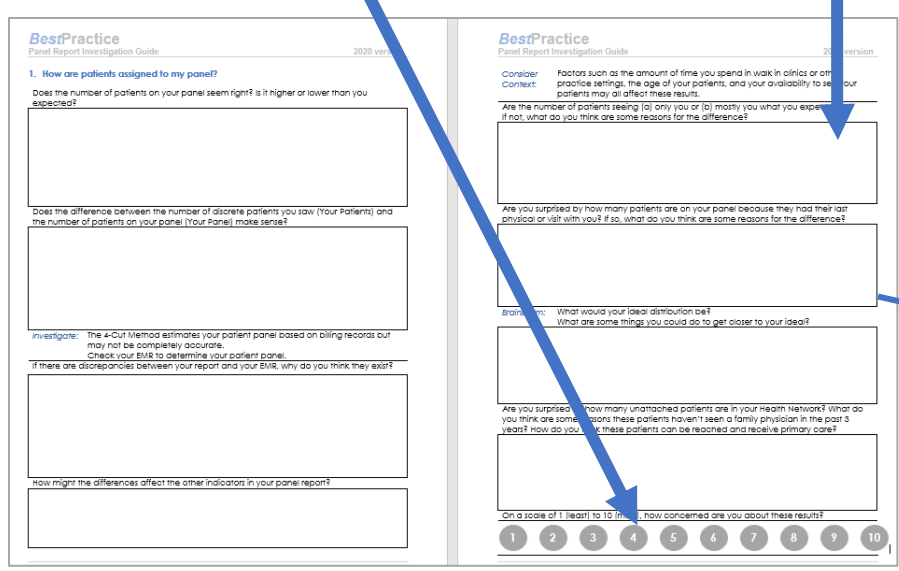 BestPractice
Panel Report Investigation Guide 2020 vers
1. How are patients assigned to my panel?
Does the number of patients on your panel seem right? Is it higher or lower than you
expected?
Does the difference between the number of discrete patients you saw (Your Patients) and
the number of patients on your panel (Your Panel) make sense?
Investigate: The 4-Cut Method estimates your patient panel based on billing records but
may not be completely accurate.
Check your EMR to determine your patient panel.
If there are discrepancies between your report and your EMR, why do you think they exist?
How might the differences affect the other indicators in your panel report?
BestPractice
Panel Report Investigation Guide 20 version
Consider Factors such as the amount of time you spend in walk in clinics or
Context: practice settings, the age of your patients, and your availability to your
patients may all affect these results.
Are the number of patients seeing (a) only you or (b) mostly you what you
If not, what do you think are some reasons for the difference?
Are you surprised by how many patients are on your panel because they had their last
physical or visit with you? If so, what do you think are some reasons for the difference?
What would your ideal distribution be?
What are some things you could do to get closer to your ideal?
Are you surprised how many unattached patients are in your Health Network? What do
you think are some these patients haven't seen a family physician in the past 3
years? How do you these patients can be reached and receive primary care?
On a scale of 1 (least) to 10 how concerned are you about these results?
1 2 3 4 5 6 7 8 9 10